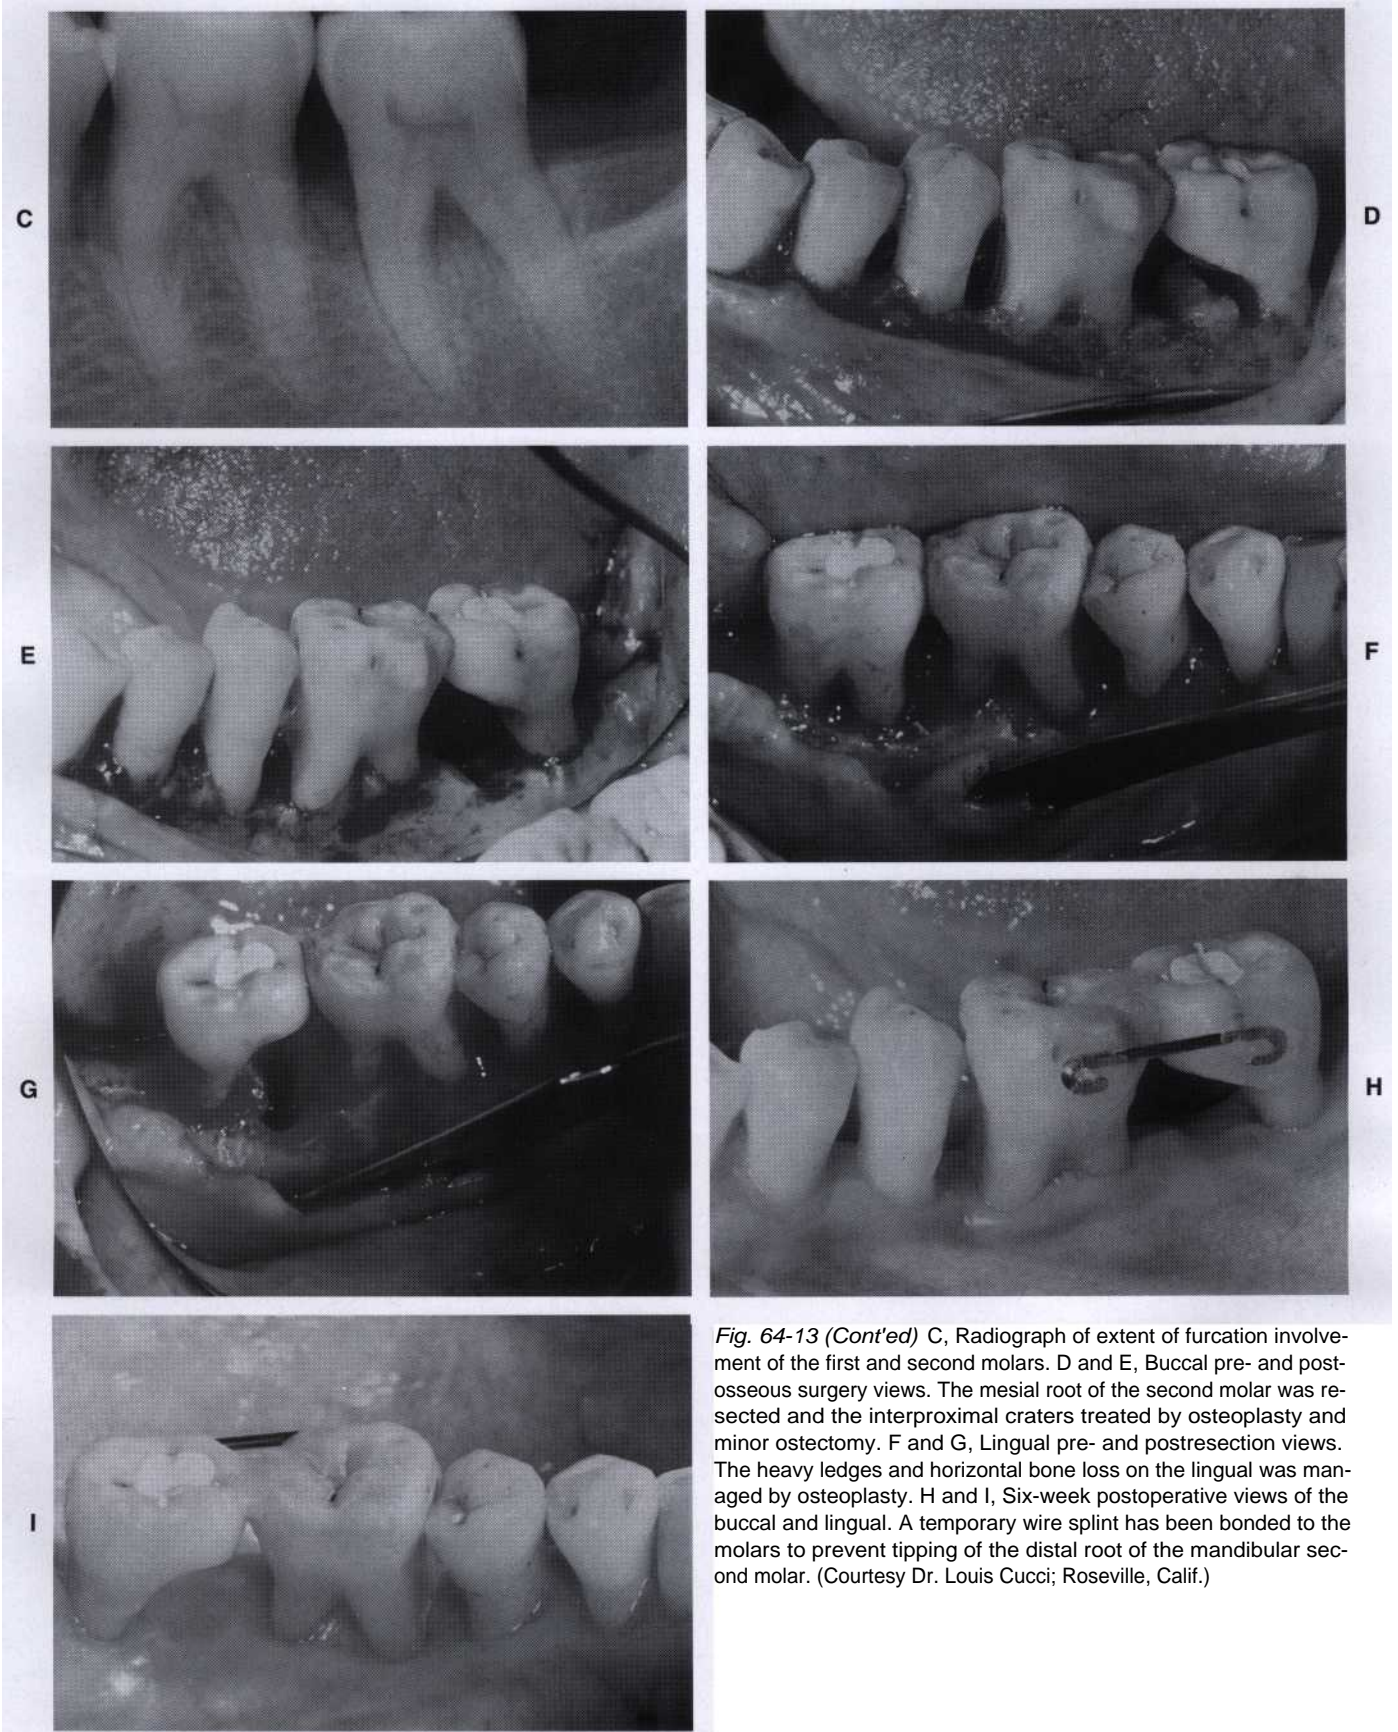 C
D
E
F
G
H
I
Fig. 64-13 (Cont'ed) C, Radiograph of extent of furcation involve-
ment of the first and second molars. D and E, Buccal pre- and post-
osseous surgery views. The mesial root of the second molar was re-
sected and the interproximal craters treated by osteoplasty and
minor ostectomy. F and G, Lingual pre- and postresection views.
The heavy ledges and horizontal bone loss on the lingual was man-
aged by osteoplasty. H and I, Six-week postoperative views of the
buccal and lingual. A temporary wire splint has been bonded to the
molars to prevent tipping of the distal root of the mandibular sec-
ond molar. (Courtesy Dr. Louis Cucci; Roseville, Calif.)